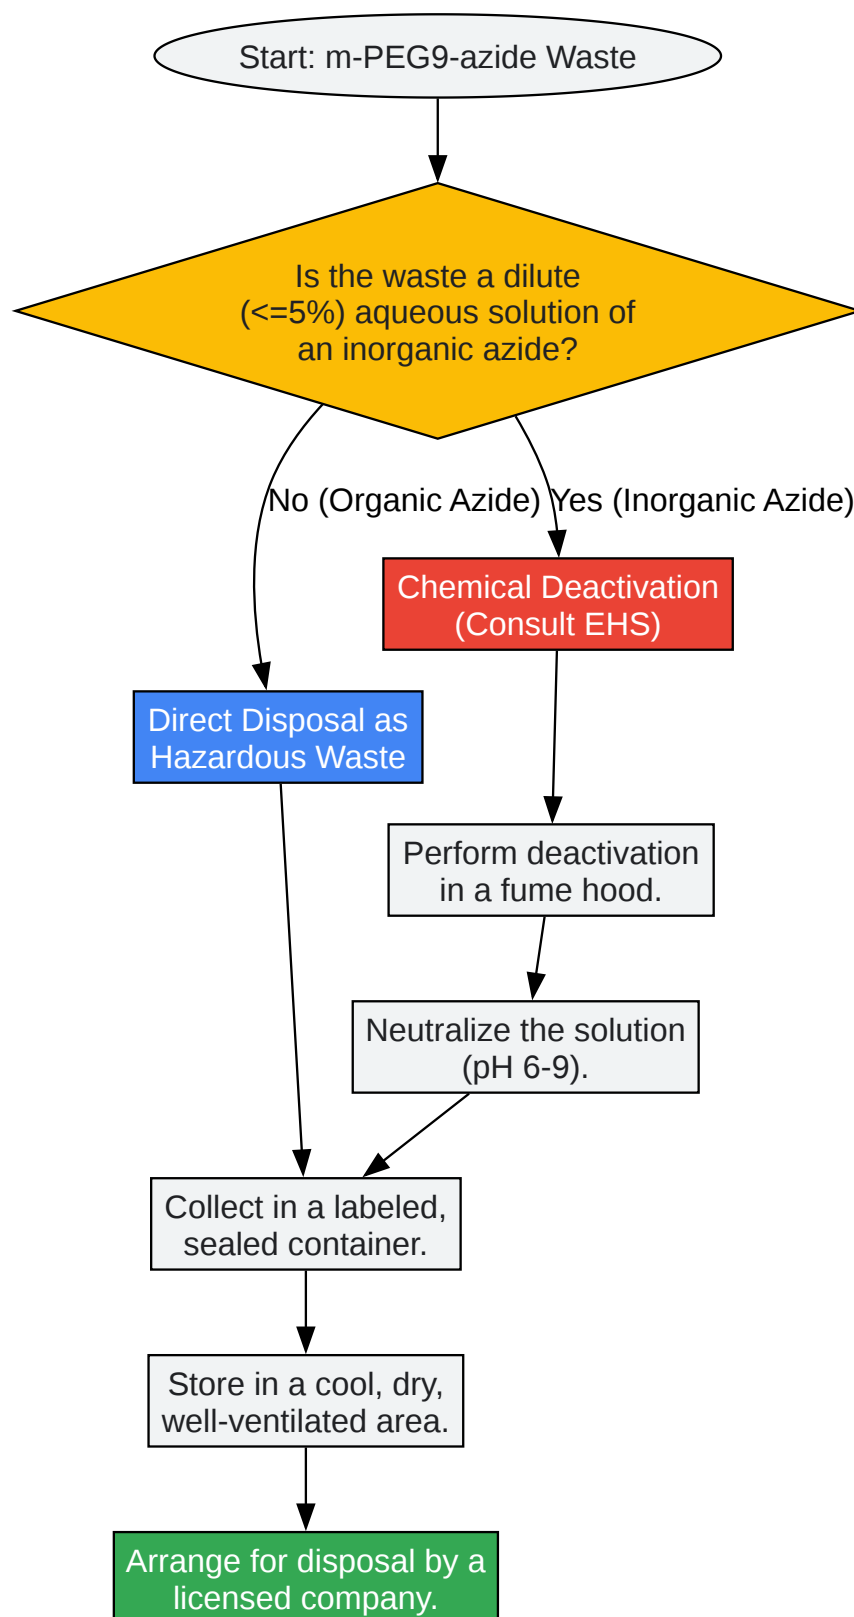 Start: m-PEG9-azide Waste
Is the waste a dilute
(<=5%) aqueous solution of
an inorganic azide?
No (Organic Azide)
Yes (Inorganic Azide)
Chemical Deactivation
(Consult EHS)
Direct Disposal as
Hazardous Waste
Perform deactivation
in a fume hood.
Neutralize the solution
(pH 6-9).
Collect in a labeled,
sealed container.
Store in a cool, dry,
well-ventilated area.
Arrange for disposal by a
licensed company.